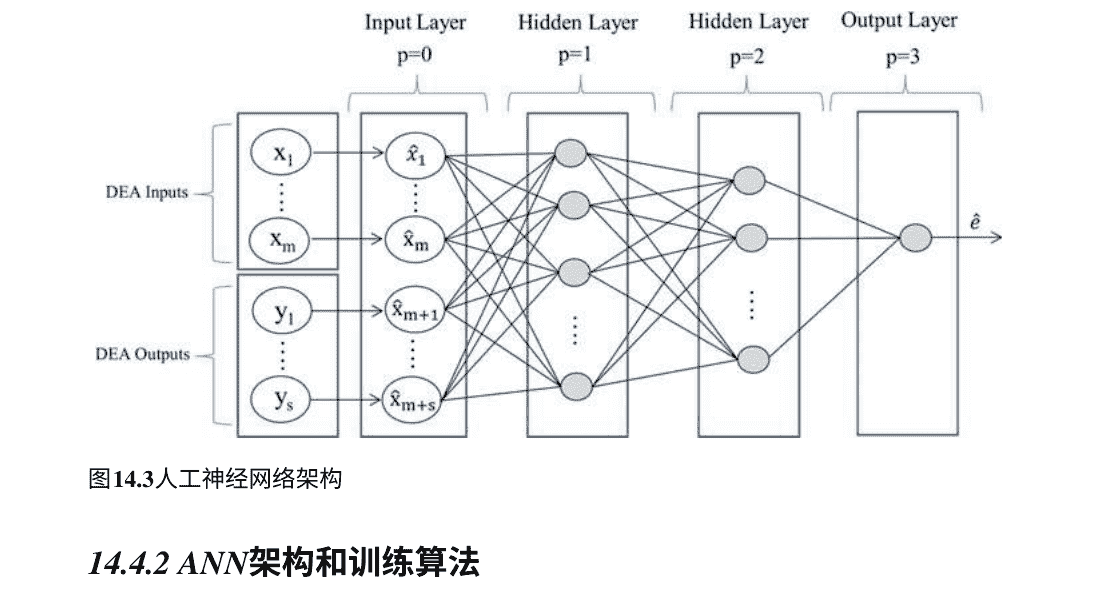 Input Layer Hidden Layer Hidden Layer Output Layer
p=0 p=1 p=2 p=3
DEA Inputs
x₁ x̂₁
xₘ x̂ₘ
ê
DEA Outputs
y₁ x̂ₘ₊₁
yₛ x̂ₘ₊ₛ
图14.3人工神经网络架构
14.4.2 ANN架构和训练算法